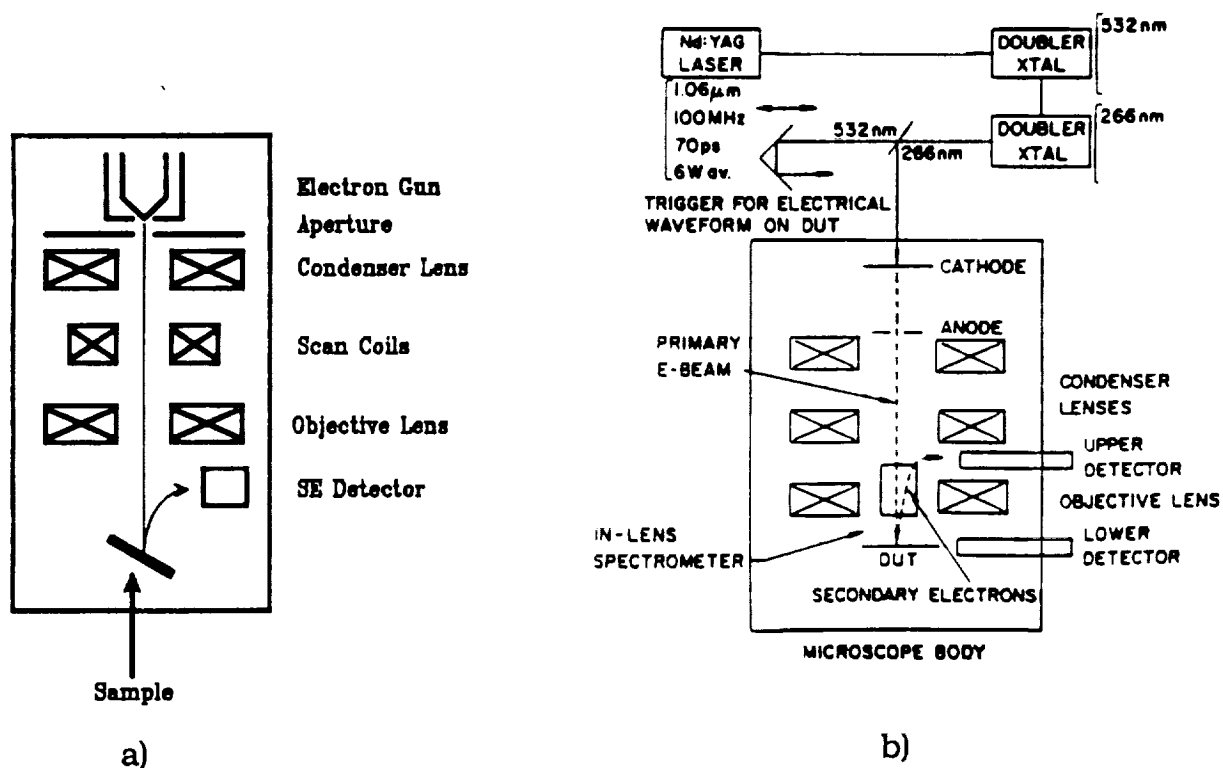 Electron Gun
Aperture
Condenser Lens
Scan Coils
Objective Lens
SE Detector
Sample
a)
Nd:YAG
LASER
1.06μm
100MHz
70ps
6W av.
DOUBLER
XTAL
532nm
DOUBLER
XTAL
266nm
532nm
266nm
TRIGGER FOR ELECTRICAL
WAVEFORM ON DUT
CATHODE
ANODE
PRIMARY
E-BEAM
CONDENSER
LENSES
UPPER
DETECTOR
OBJECTIVE LENS
IN-LENS
SPECTROMETER
LOWER
DETECTOR
DUT
SECONDARY ELECTRONS
MICROSCOPE BODY
b)